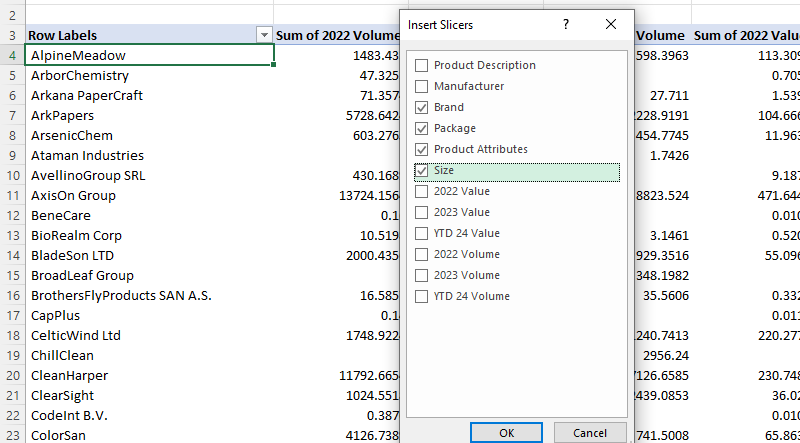 2
3 Row Labels Sum of 2022 Volume Volume Sum of 2022 Valu
4 AlpineMeadow 1483.43 598.3963 113.309
5 ArborChemistry 47.325 0.705
6 Arkana PaperCraft 71.357 27.711 1.539
7 ArkPapers 5728.642 2228.9191 104.666
8 ArsenicChem 603.276 454.7745 11.963
9 Ataman Industries 1.7426
10 AvellinoGroup SRL 430.168 9.187
11 AxisOn Group 13724.156 8823.524 471.644
12 BeneCare 0.1 0.010
13 BioRealm Corp 10.519 3.1461 0.520
14 BladeSon LTD 2000.435 929.3516 55.096
15 BroadLeaf Group 348.1982
16 BrothersFlyProducts SAN A.S. 16.585 35.5606 0.332
17 CapPlus 0.1 0.011
18 CelticWind Ltd 1748.922 1240.7413 220.277
19 ChillClean 2956.24
20 CleanHarper 11792.665 7126.6585 230.748
21 ClearSight 1024.551 2439.0853 36.02
22 CodeInt B.V. 0.387 0.010
23 ColorSan 4126.738 741.5008 65.863
Insert Slicers ? ×
Product Description
Manufacturer
Brand
Package
Product Attributes
Size
2022 Value
2023 Value
YTD 24 Value
2022 Volume
2023 Volume
YTD 24 Volume
OK Cancel